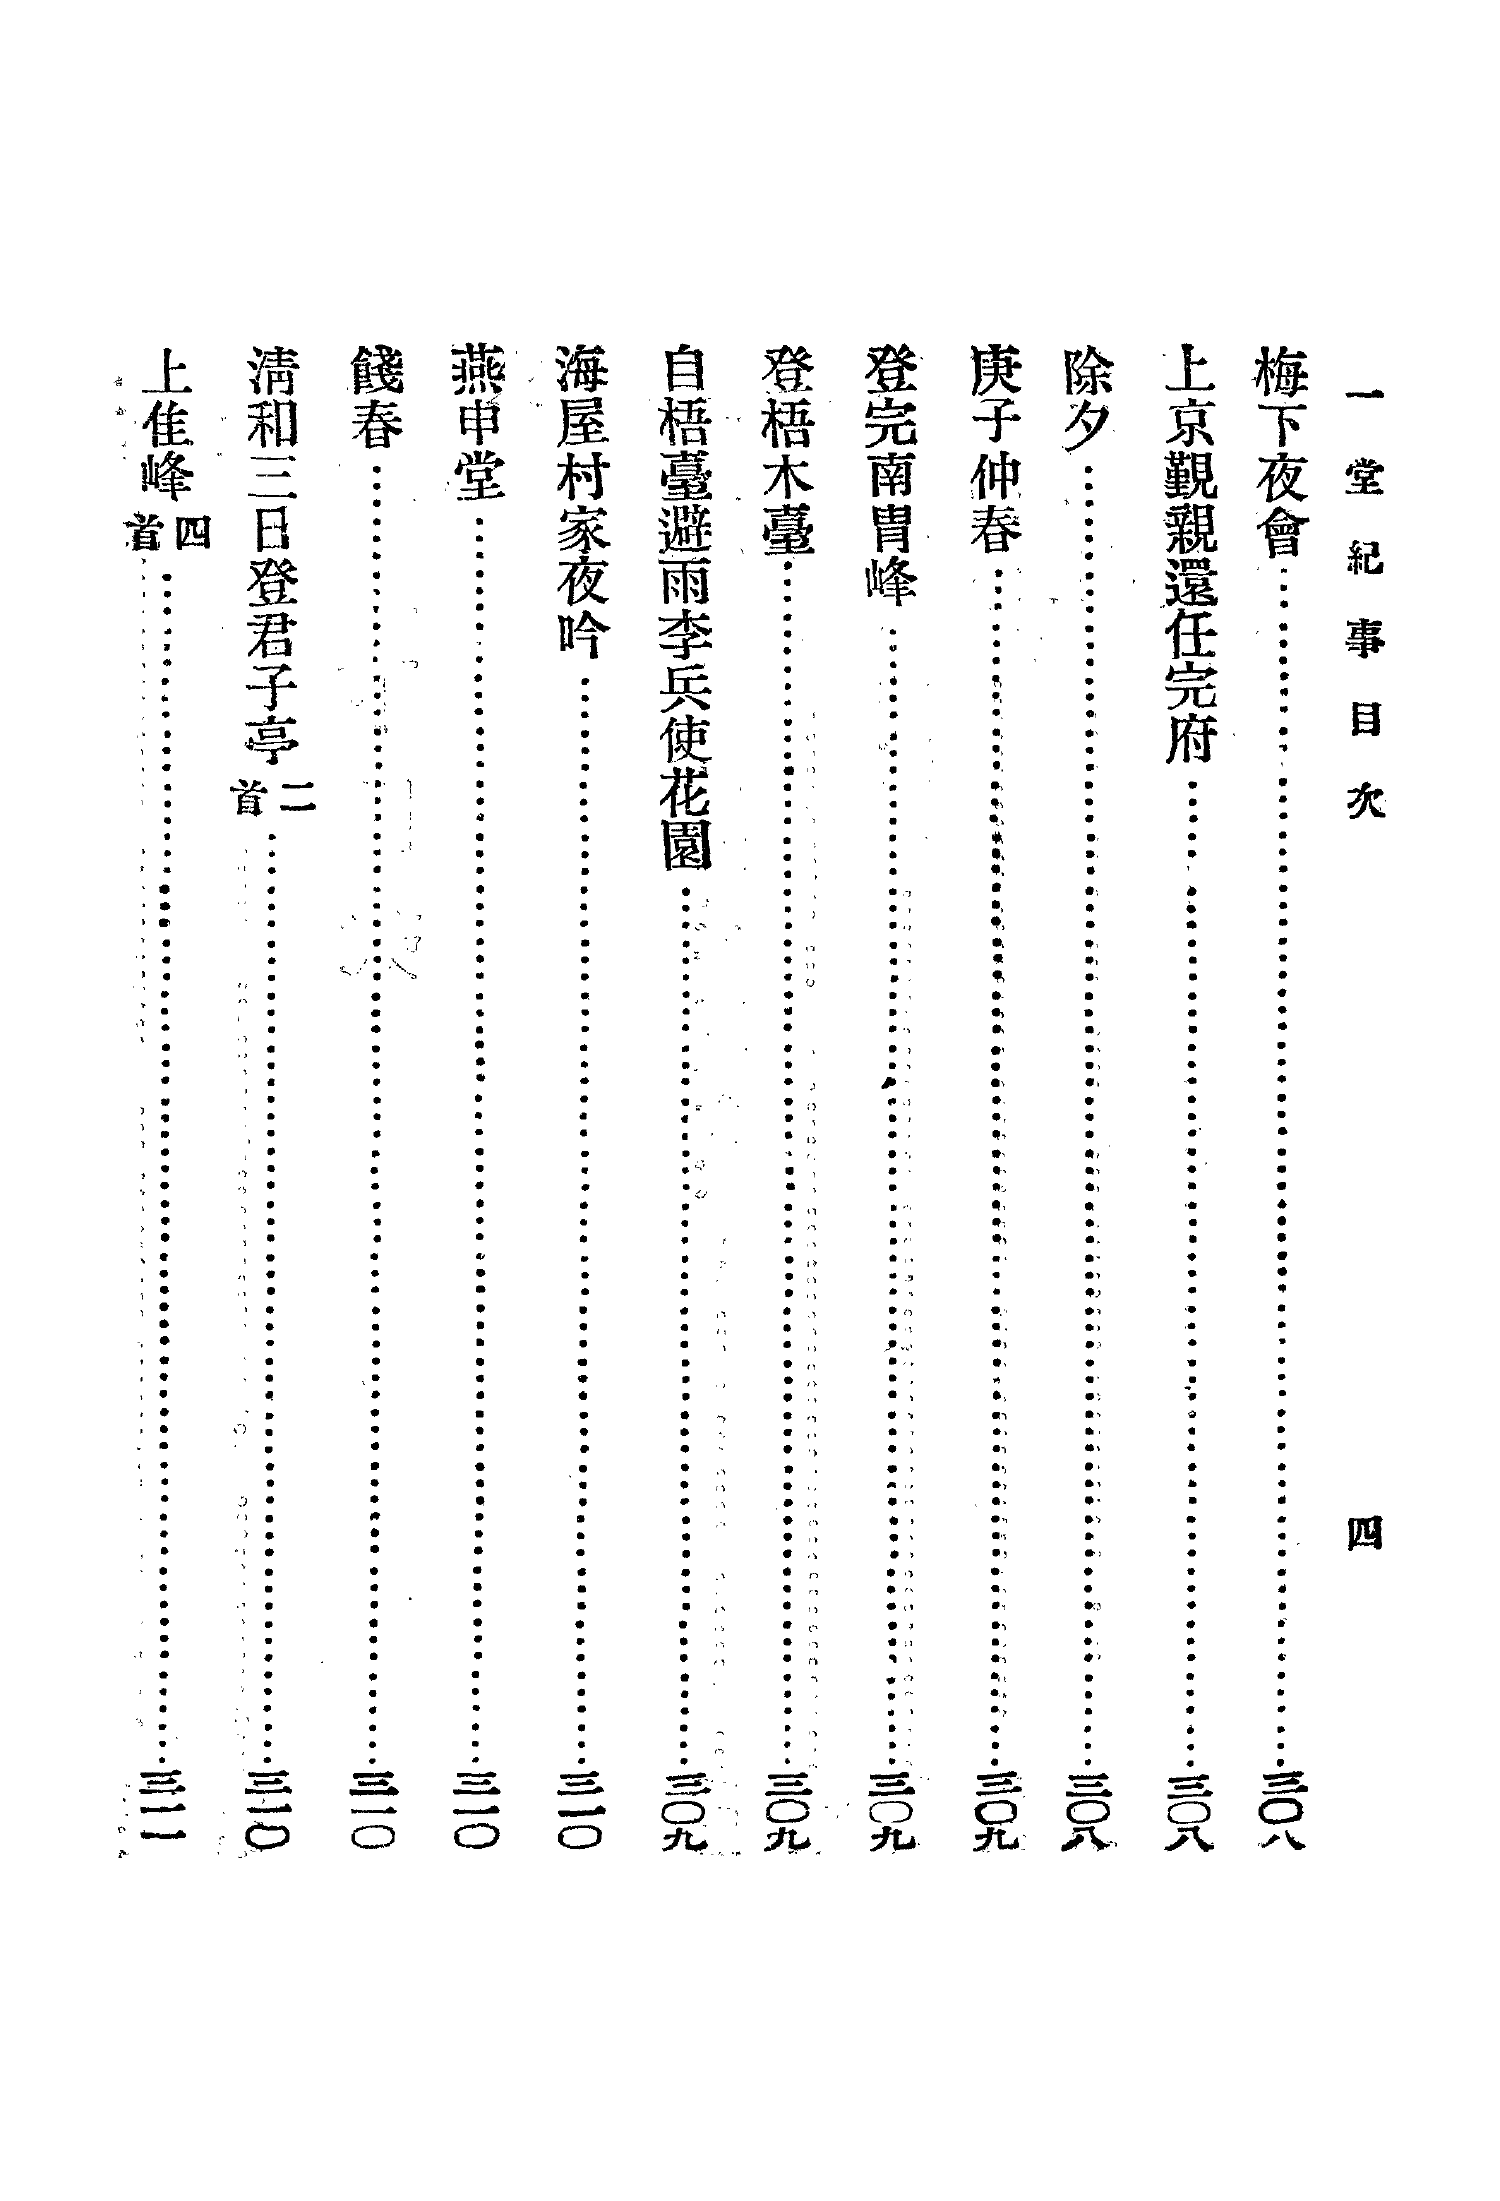 一堂紀事目次 四
梅下夜會……三〇八
上京觀親還任完府……三〇八
除夕……三〇八
庚子仲春……三〇九
登完南胄峰……三〇九
登梧木臺……三〇九
自梧臺避雨李兵使花園……三〇九
海屋村家夜吟……三一〇
燕申堂……三一〇
餞春……三一〇
淸和三日登君子亭 二首……三一〇
上隹峰 四首……三一一